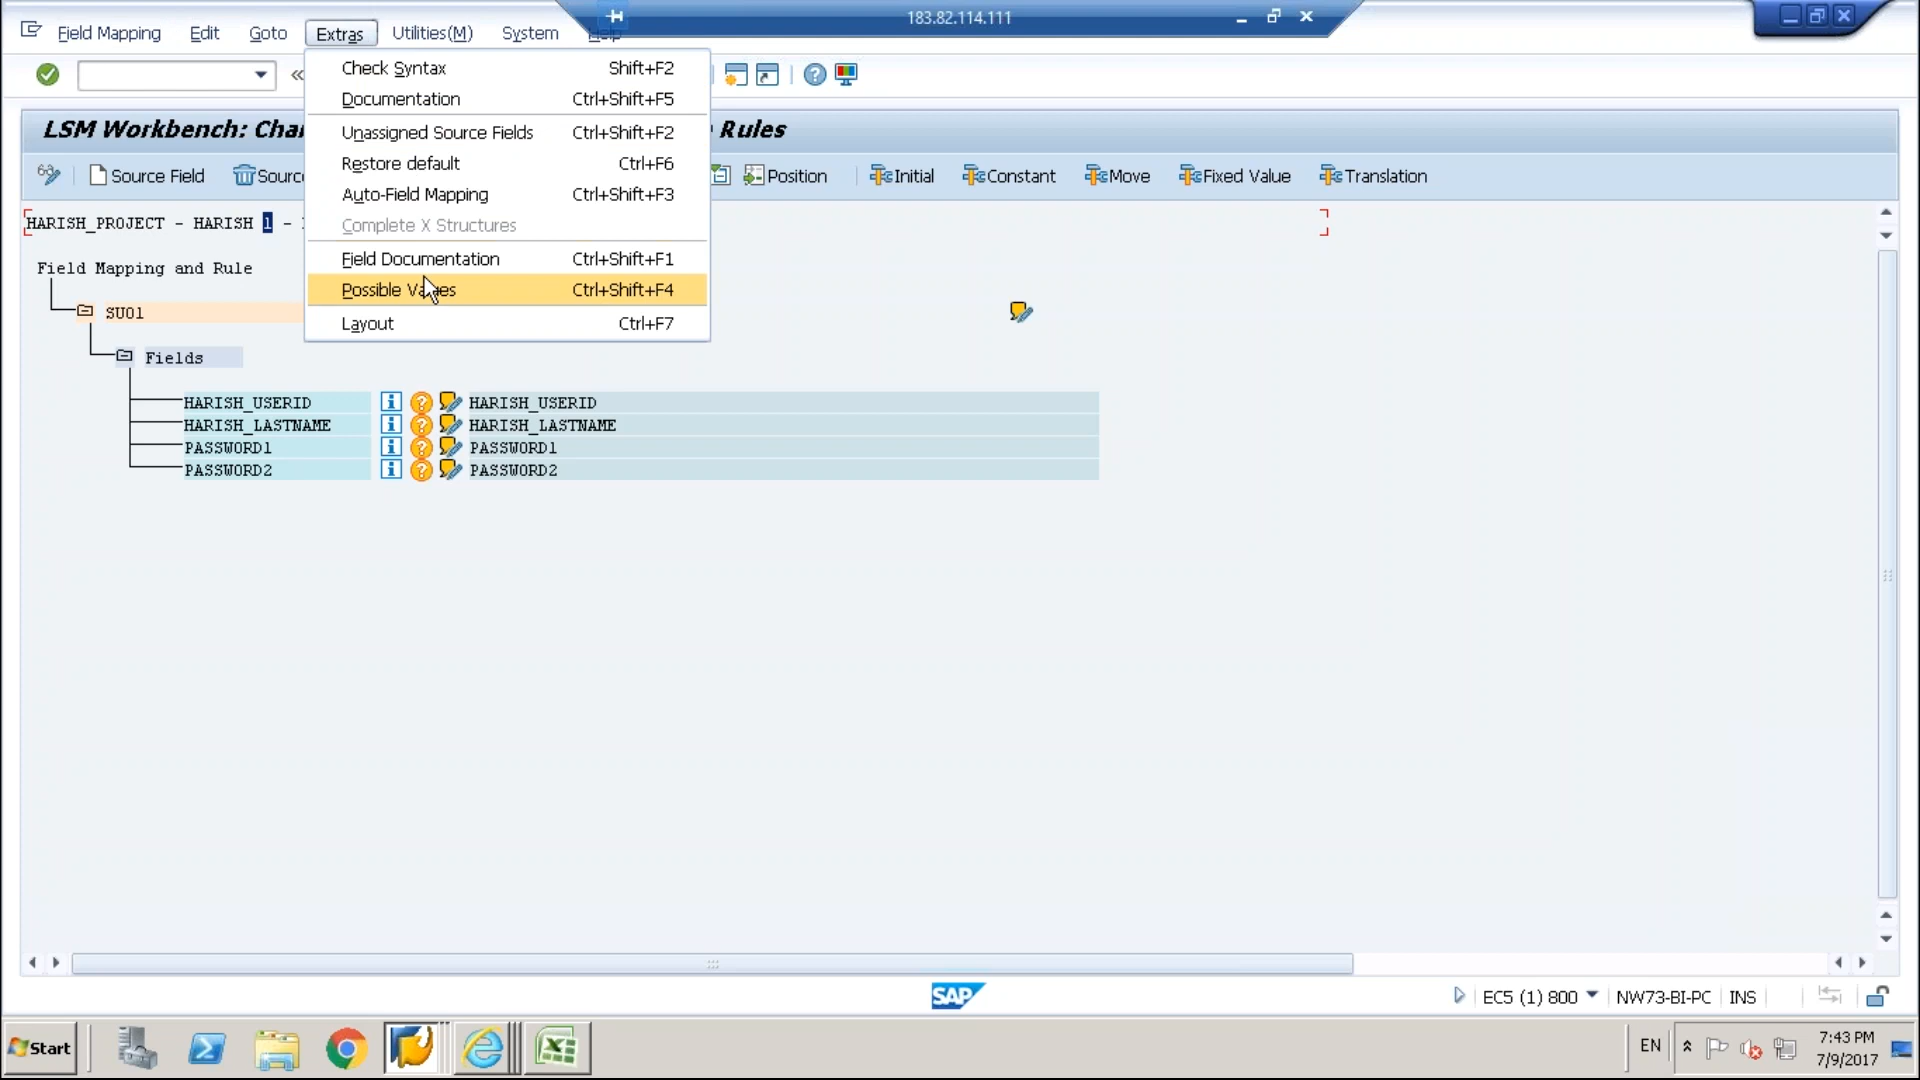 183.82.114.111
Field Mapping Edit Goto Extras Utilities(M) System Help
Check Syntax Shift+F2
Documentation Ctrl+Shift+F5
Unassigned Source Fields Ctrl+Shift+F2
Restore default Ctrl+F6
Auto-Field Mapping Ctrl+Shift+F3
Complete X Structures
Field Documentation Ctrl+Shift+F1
Possible Values Ctrl+Shift+F4
Layout Ctrl+F7
LSM Workbench: Rules
Source Field Position Initial Constant Move Fixed Value Translation
HARISH_PROJECT - HARISH 1 -
Field Mapping and Rule
SU01
Fields
HARISH_USERID HARISH_USERID
HARISH_LASTNAME HARISH_LASTNAME
PASSWORD1 PASSWORD1
PASSWORD2 PASSWORD2
SAP
EC5 (1) 800 NW73-BI-PC INS
Start
EN
7:43 PM
7/9/2017